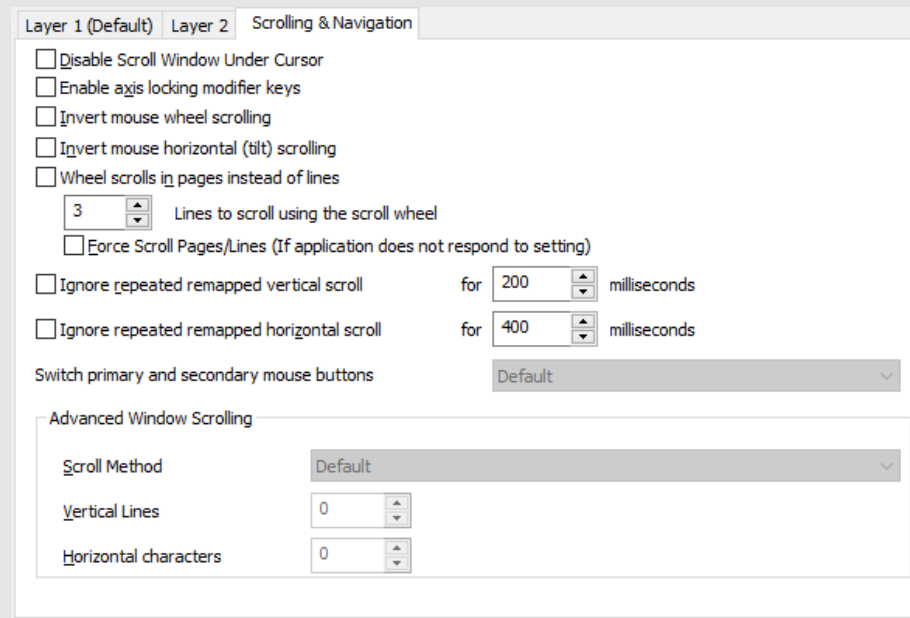 Layer 1 (Default) Layer 2 Scrolling & Navigation
Disable Scroll Window Under Cursor
Enable axis locking modifier keys
Invert mouse wheel scrolling
Invert mouse horizontal (tilt) scrolling
Wheel scrolls in pages instead of lines
3 Lines to scroll using the scroll wheel
Force Scroll Pages/Lines (If application does not respond to setting)
Ignore repeated remapped vertical scroll for 200 milliseconds
Ignore repeated remapped horizontal scroll for 400 milliseconds
Switch primary and secondary mouse buttons Default
Advanced Window Scrolling
Scroll Method Default
Vertical Lines 0
Horizontal characters 0